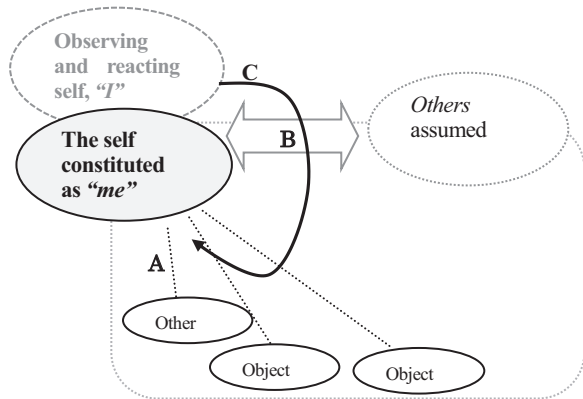 Observing
and reacting
self, “I”
C
Others
assumed
The self
constituted
as “me”
B
A
Other
Object
Object